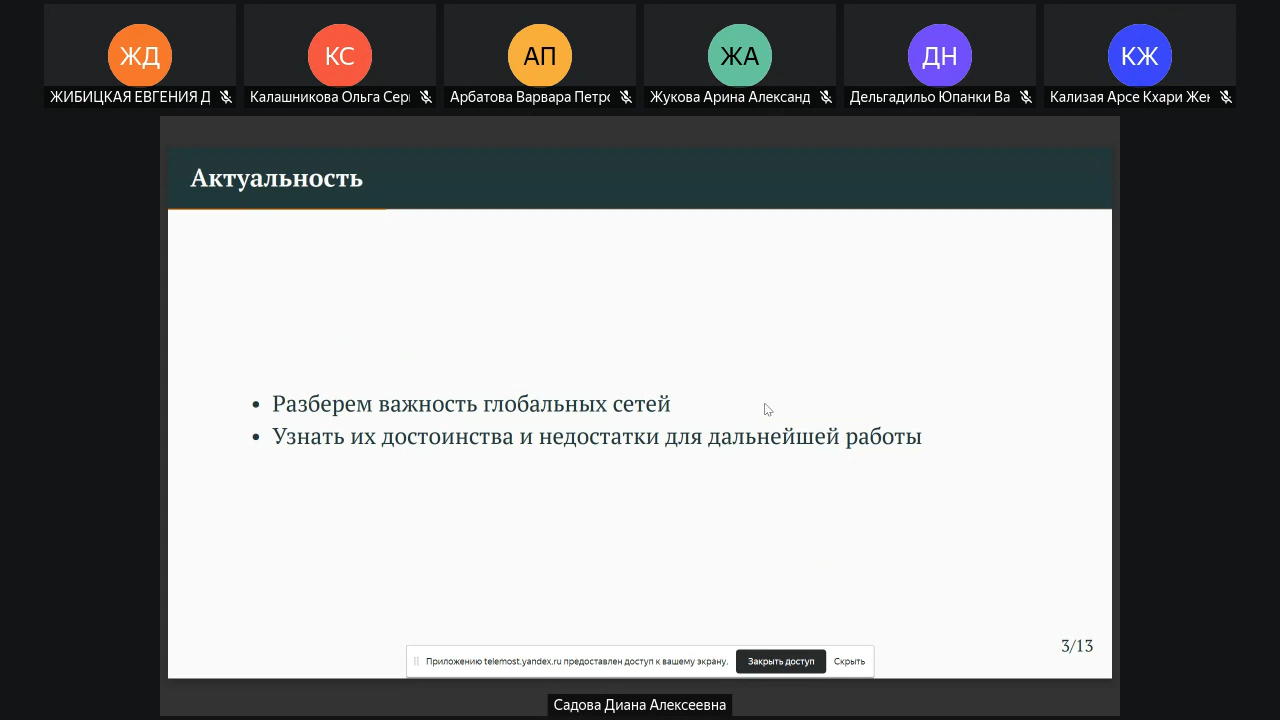 ЖД
КС
АП
ЖА
ДН
КЖ
ЖИБИЦКАЯ ЕВГЕНИЯ Д
Калашникова Ольга Сер
Арбатова Варвара Петро
Жукова Арина Александ
Дельгадильо Юпанки Ва
Кализая Арсе Кхари Же
Актуальность
• Разберем важность глобальных сетей
• Узнать их достоинства и недостатки для дальнейшей работы
3/13
Приложению telemost.yandex.ru предоставлен доступ к вашему экрану.
Закрыть доступ
Скрыть
Садова Диана Алексеевна